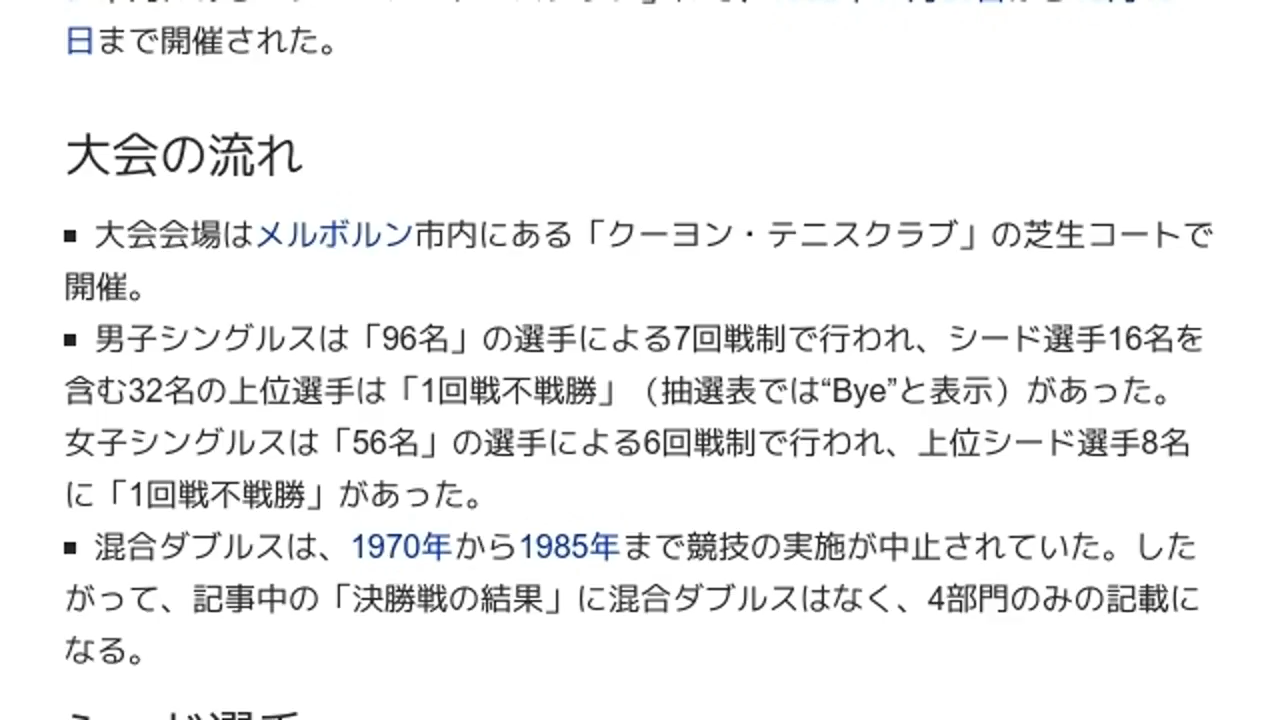 日まで開催された。
大会の流れ
▪ 大会会場はメルボルン市内にある「クーヨン・テニスクラブ」の芝生コートで
開催。
▪ 男子シングルスは「96名」の選手による7回戦制で行われ、シード選手16名を
含む32名の上位選手は「1回戦不戦勝」（抽選表では“Bye”と表示）があった。
女子シングルスは「56名」の選手による6回戦制で行われ、上位シード選手8名
に「1回戦不戦勝」があった。
▪ 混合ダブルスは、1970年から1985年まで競技の実施が中止されていた。した
がって、記事中の「決勝戦の結果」に混合ダブルスはなく、4部門のみの記載に
なる。
シード選手